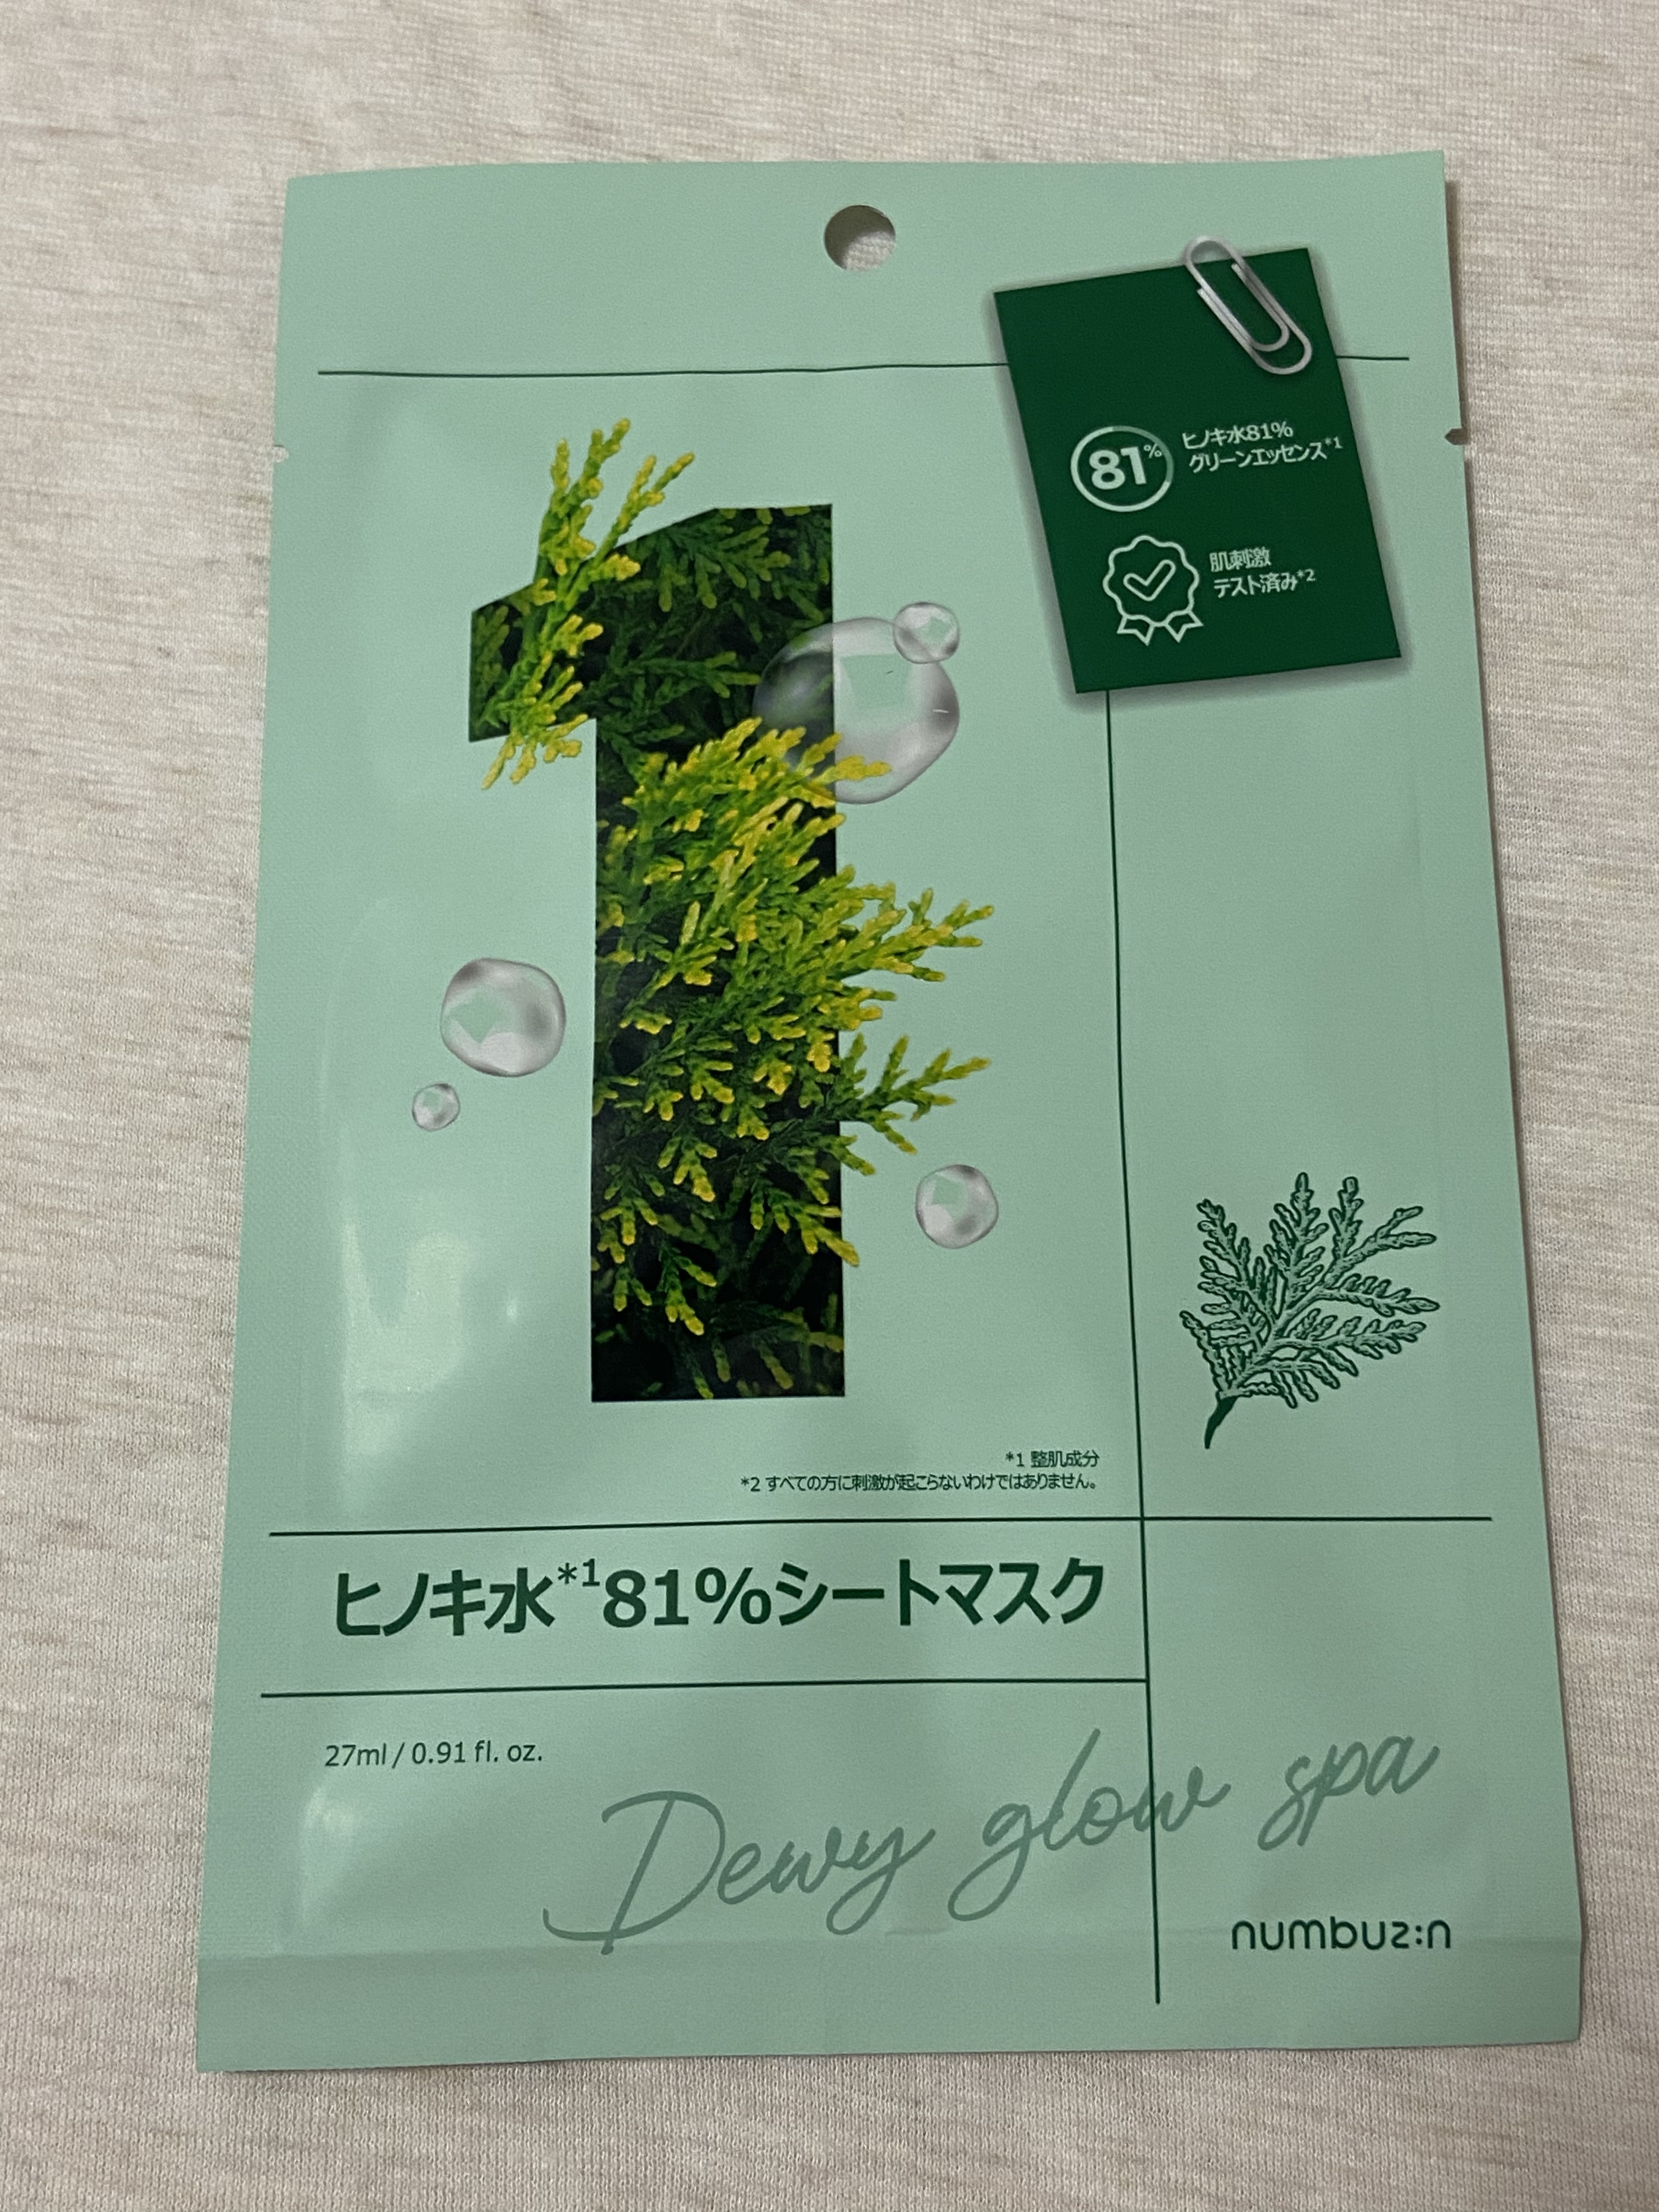 81%
ヒノキ水81%
グリーンエッセンス*1
肌刺激
テスト済み*2
1
*1 整肌成分
*2 すべての方に刺激が起こらないわけではありません。
ヒノキ水*1 81%シートマスク
27ml / 0.91 fl. oz.
Dewy glow spa
numbuz:n